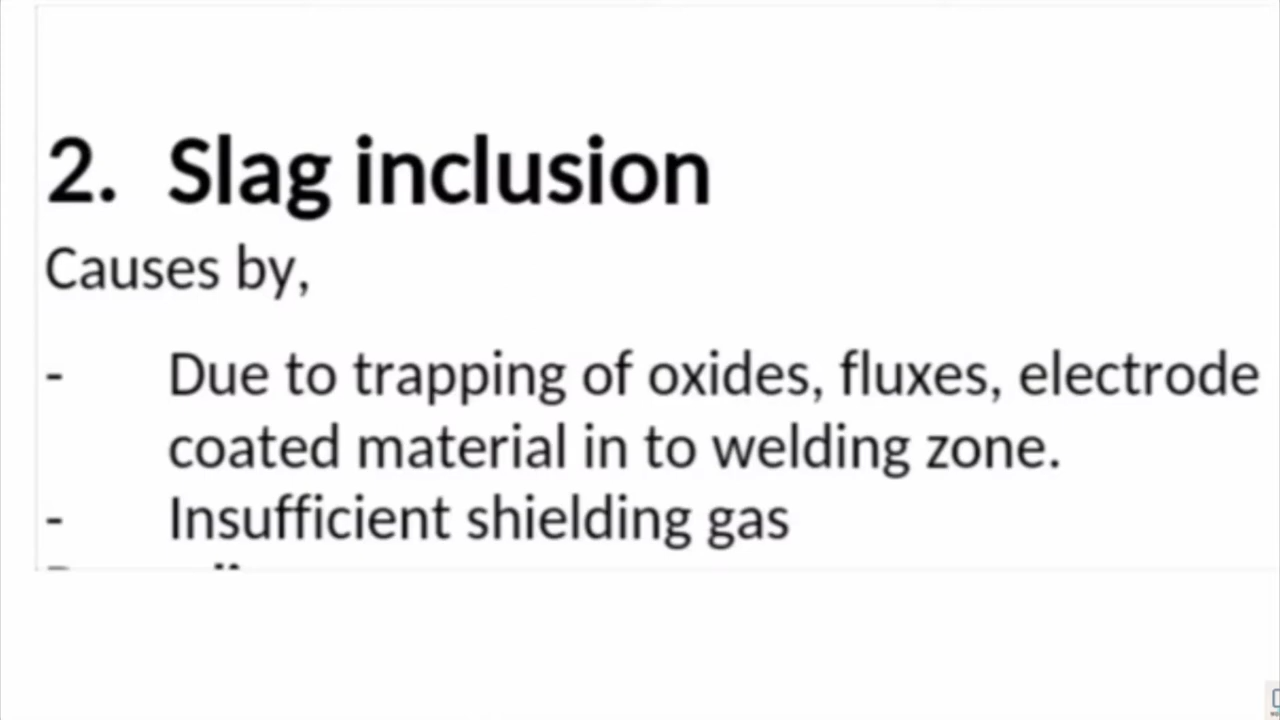 2. Slag inclusion
Causes by,
- Due to trapping of oxides, fluxes, electrode
coated material in to welding zone.
- Insufficient shielding gas